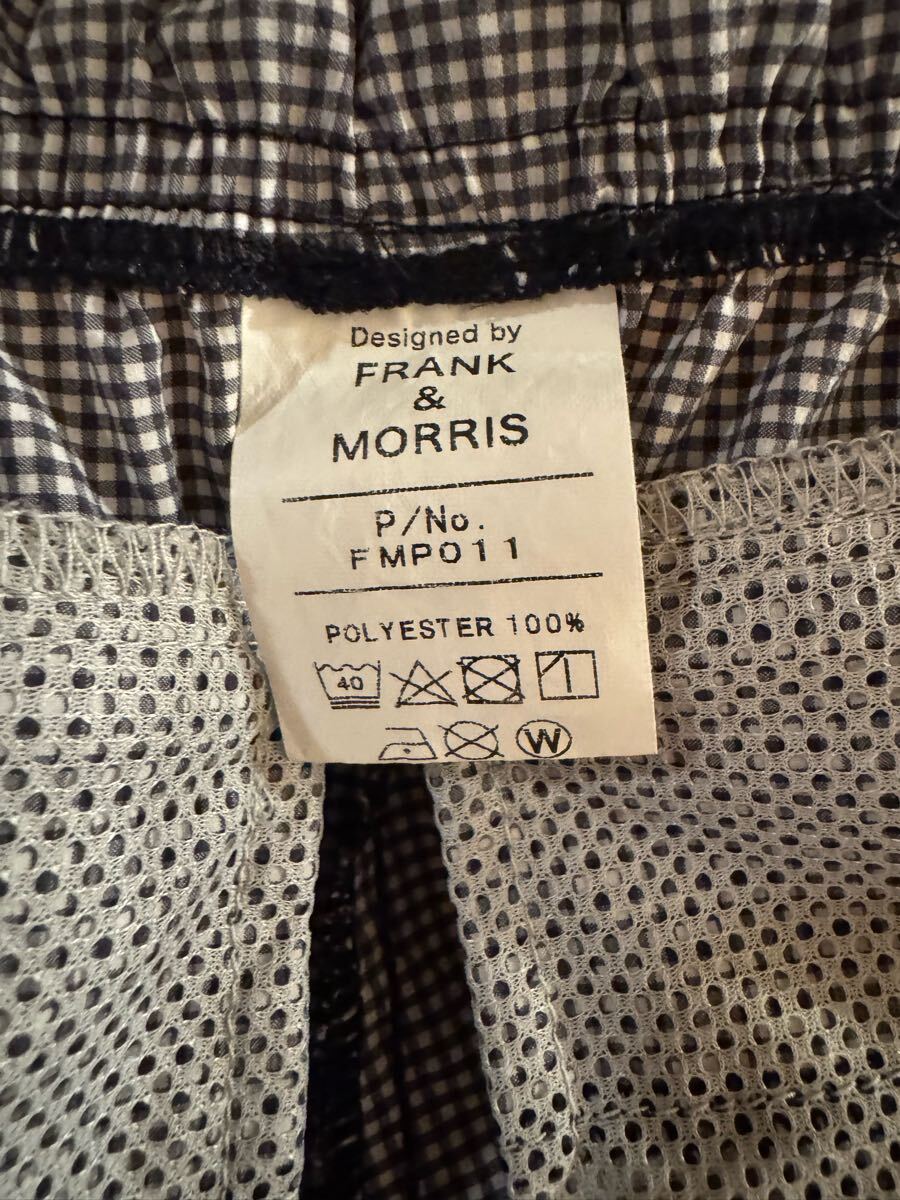 Designed by
FRANK
&
MORRIS
P/No.
FMP011
POLYESTER 100%
40
W